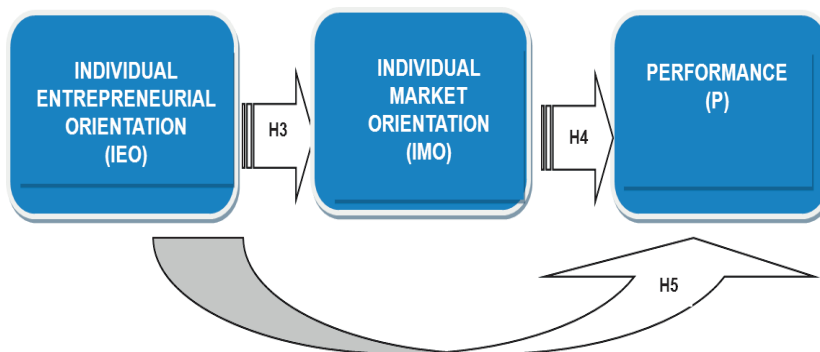 INDIVIDUAL
ENTREPRENEURIAL
ORIENTATION
(IEO)
H3
INDIVIDUAL
MARKET
ORIENTATION
(IMO)
H4
PERFORMANCE
(P)
H5